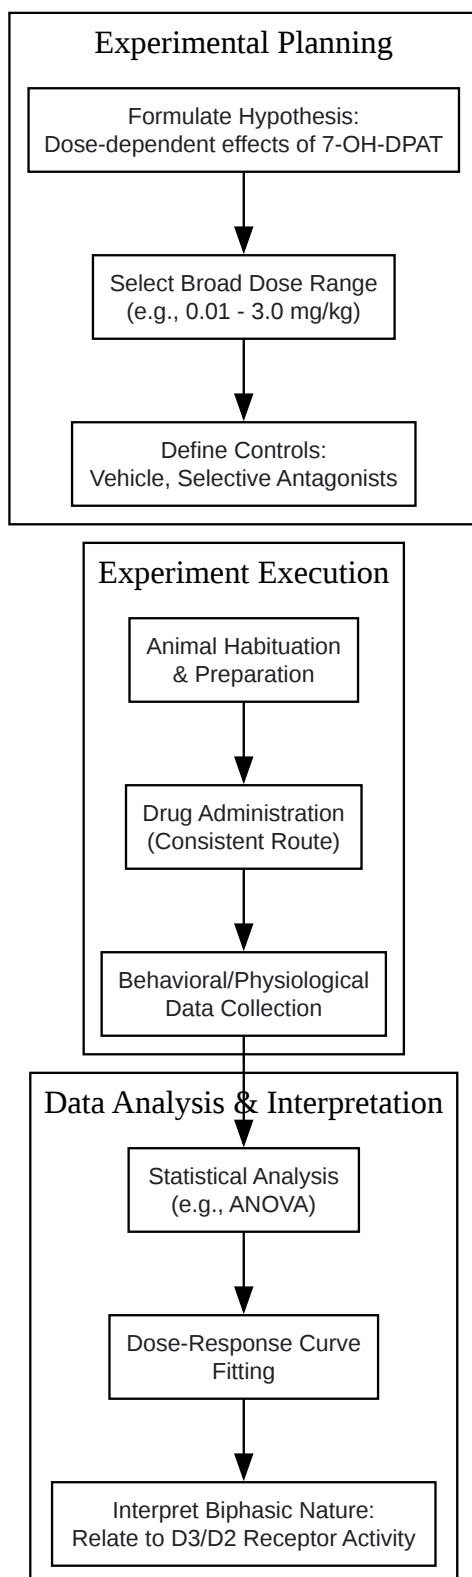 Experimental Planning
Formulate Hypothesis:
Dose-dependent effects of 7-OH-DPAT
Select Broad Dose Range
(e.g., 0.01 - 3.0 mg/kg)
Define Controls:
Vehicle, Selective Antagonists
Experiment Execution
Animal Habituation
& Preparation
Drug Administration
(Consistent Route)
Behavioral/Physiological
Data Collection
Data Analysis & Interpretation
Statistical Analysis
(e.g., ANOVA)
Dose-Response Curve
Fitting
Interpret Biphasic Nature:
Relate to D3/D2 Receptor Activity